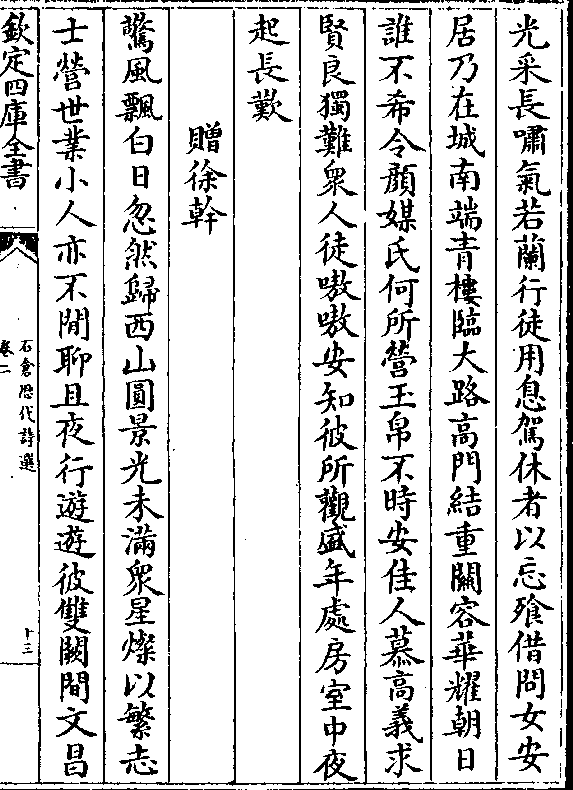 光采長嘯氣若蘭行徒用息駕休者以忘飱借問女安
居乃在城南端青樓臨大路高門結重關容華耀朝日
誰不希令顏媒氏何所營玉帛不時安佳人慕高義求
賢良獨難衆人徒嗷嗷安知彼所觀盛年處房室中夜
起長歎
贈徐幹
驚風飄白日忽然歸西山圓景光未滿衆星燦以繁志
士營世業小人亦不閒聊且夜行遊遊彼雙闕間文昌
欽定四庫全書
石倉歷代詩選
卷二
十三